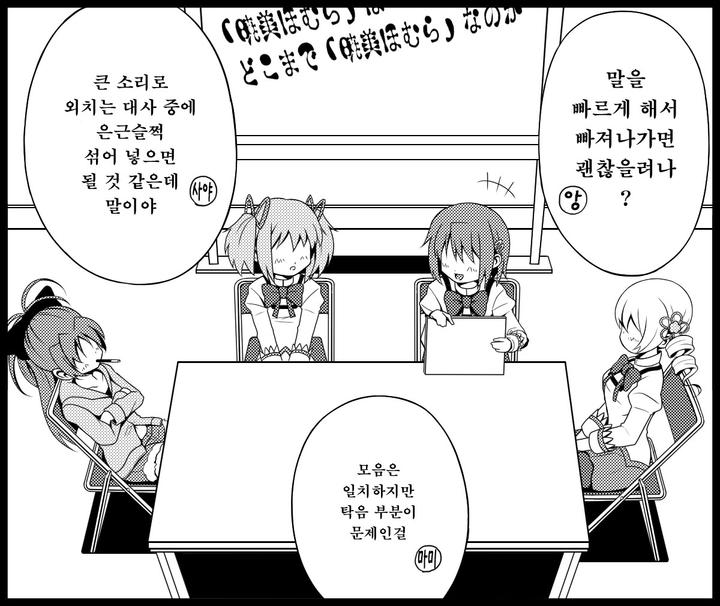 (暁美ほむら)は
どこまで(暁美ほむら)なのか
말을
빠르게 해서
빠져나가면
괜찮을려나
?
앙
큰 소리로
외치는 대사 중에
은근슬쩍
섞어 넣으면
될 것 같은데
말이야
사야
모음은
일치하지만
탁음 부분이
문제인걸
마미